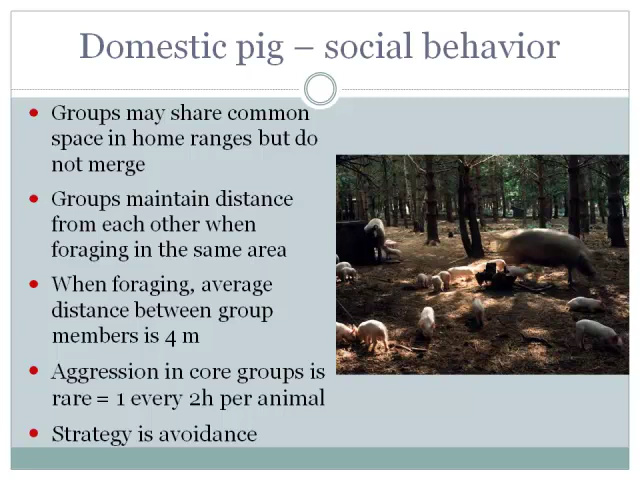 Domestic pig – social behavior
• Groups may share common
space in home ranges but do
not merge
• Groups maintain distance
from each other when
foraging in the same area
• When foraging, average
distance between group
members is 4 m
• Aggression in core groups is
rare = 1 every 2h per animal
• Strategy is avoidance